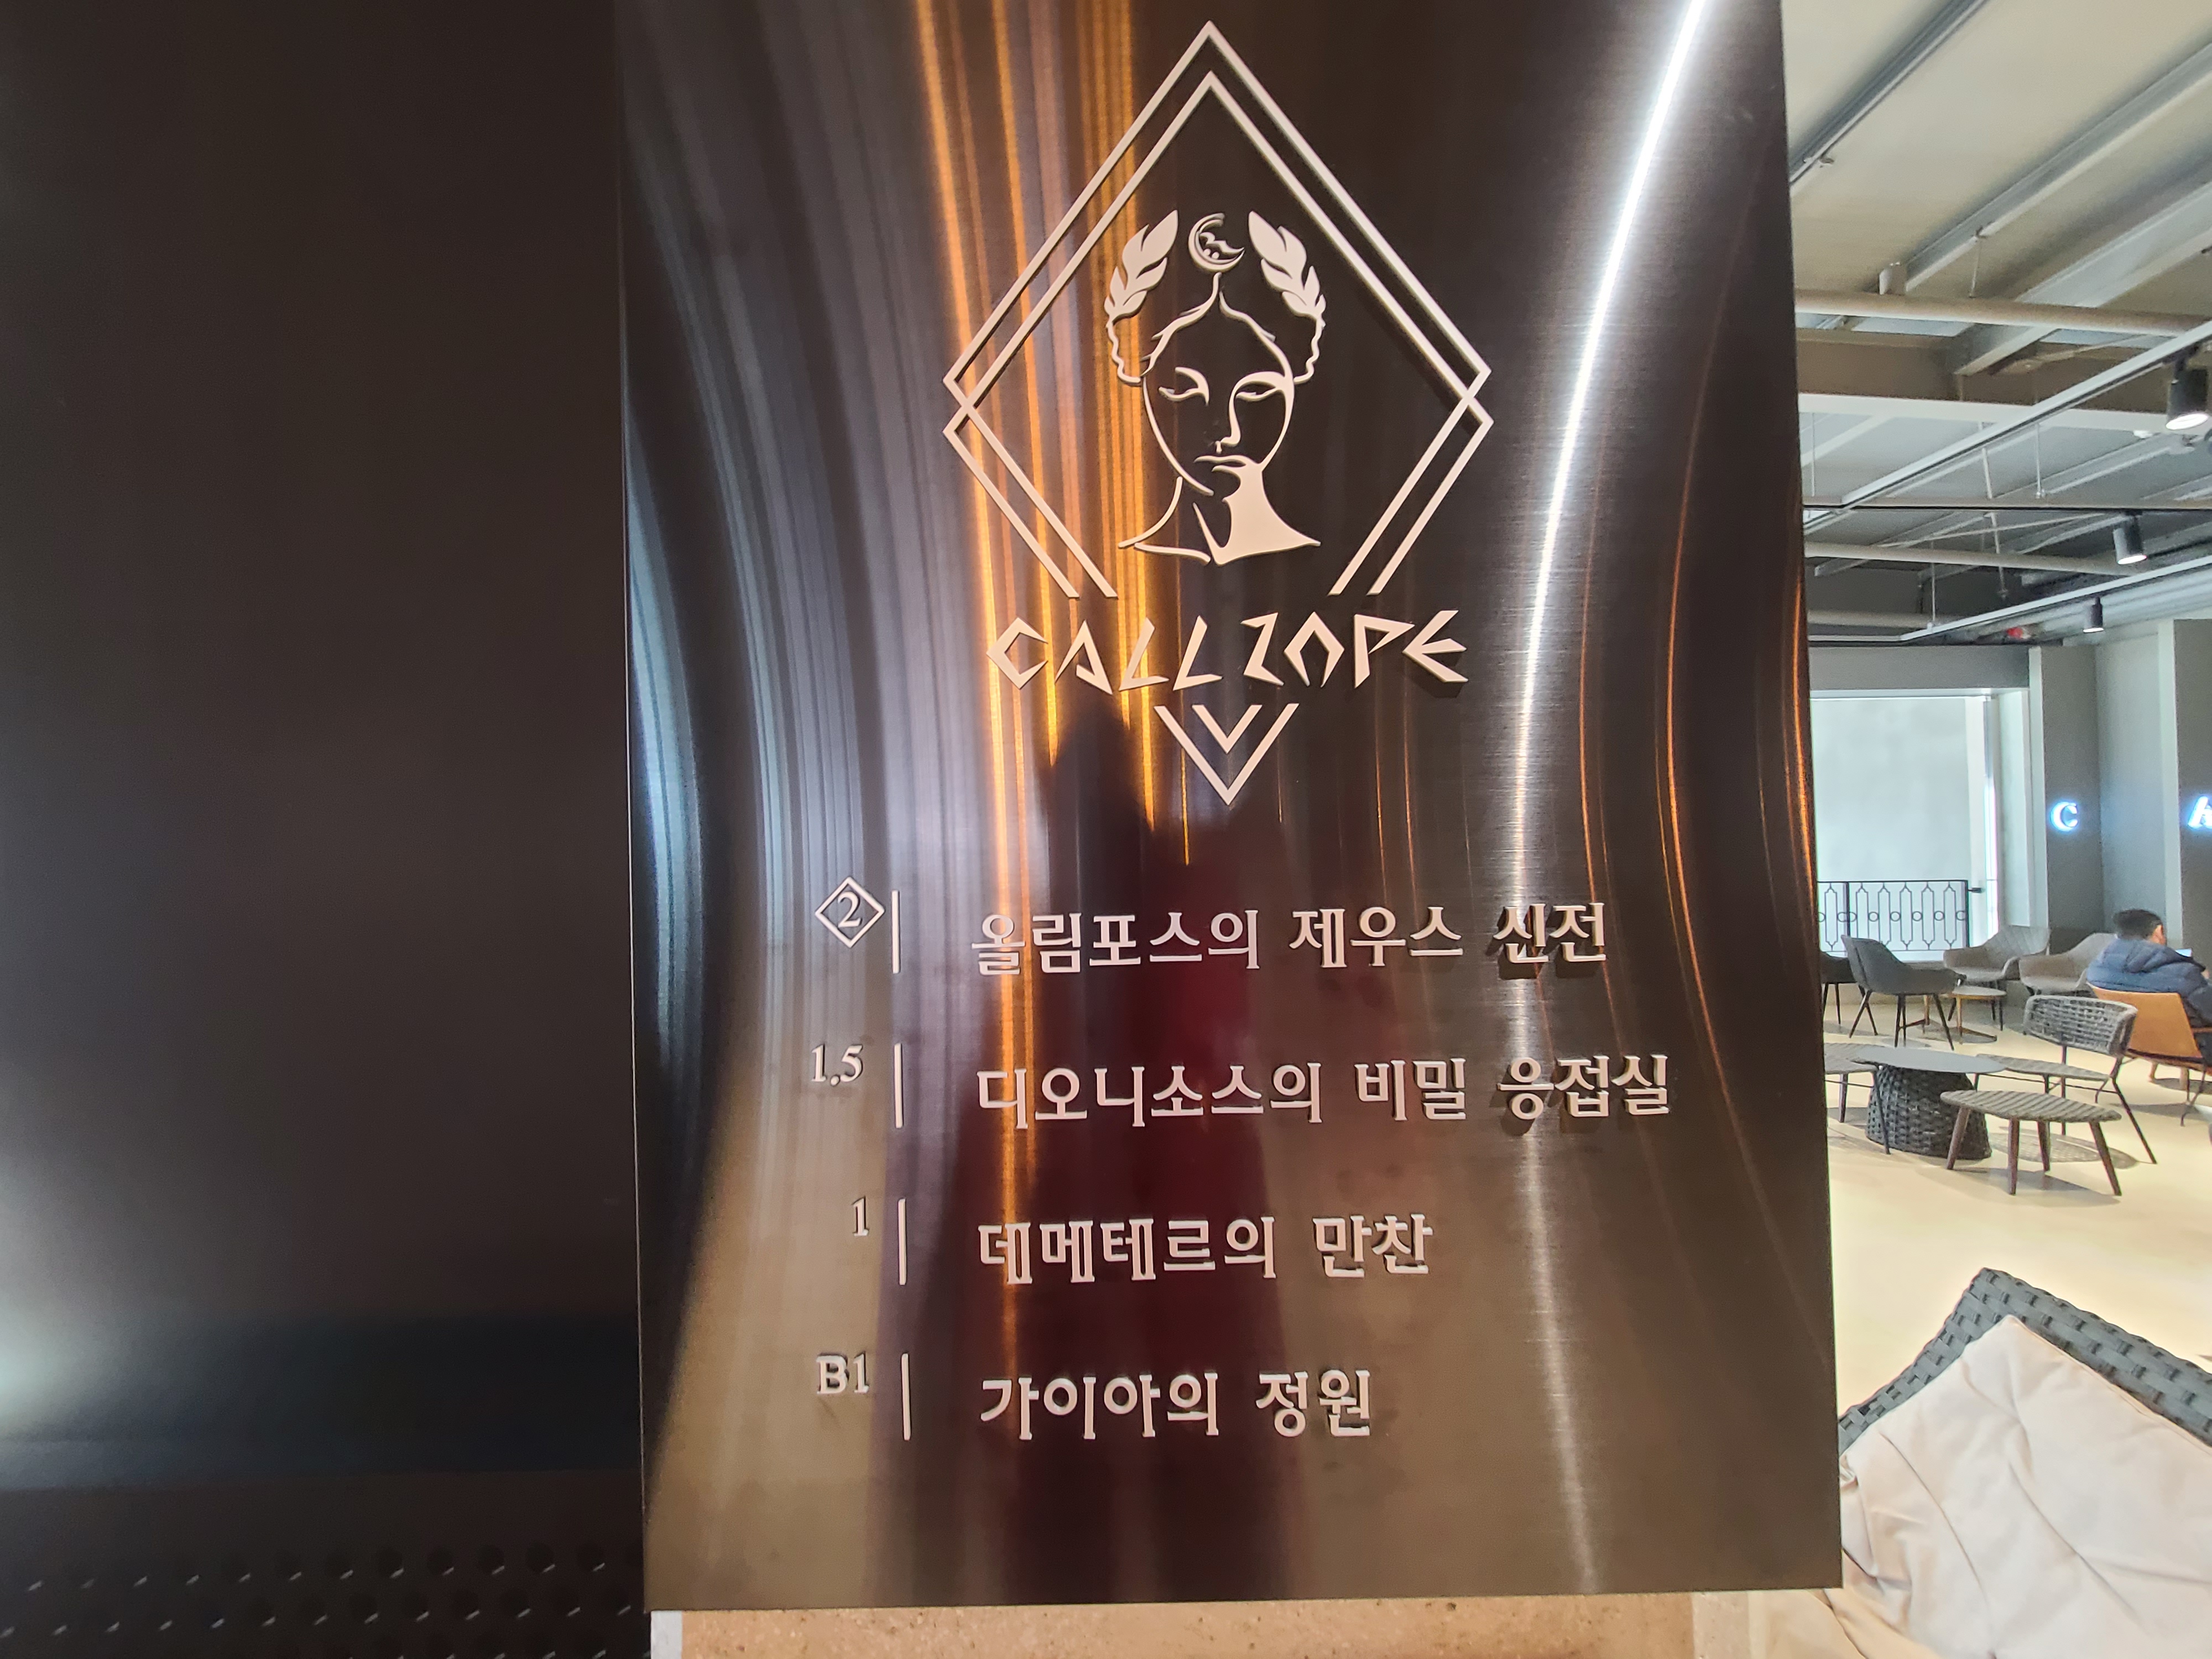 CALLIOPE
2 올림포스의 제우스 신전
1.5 디오니소스의 비밀 응접실
1 데메테르의 만찬
B1 가이아의 정원
C